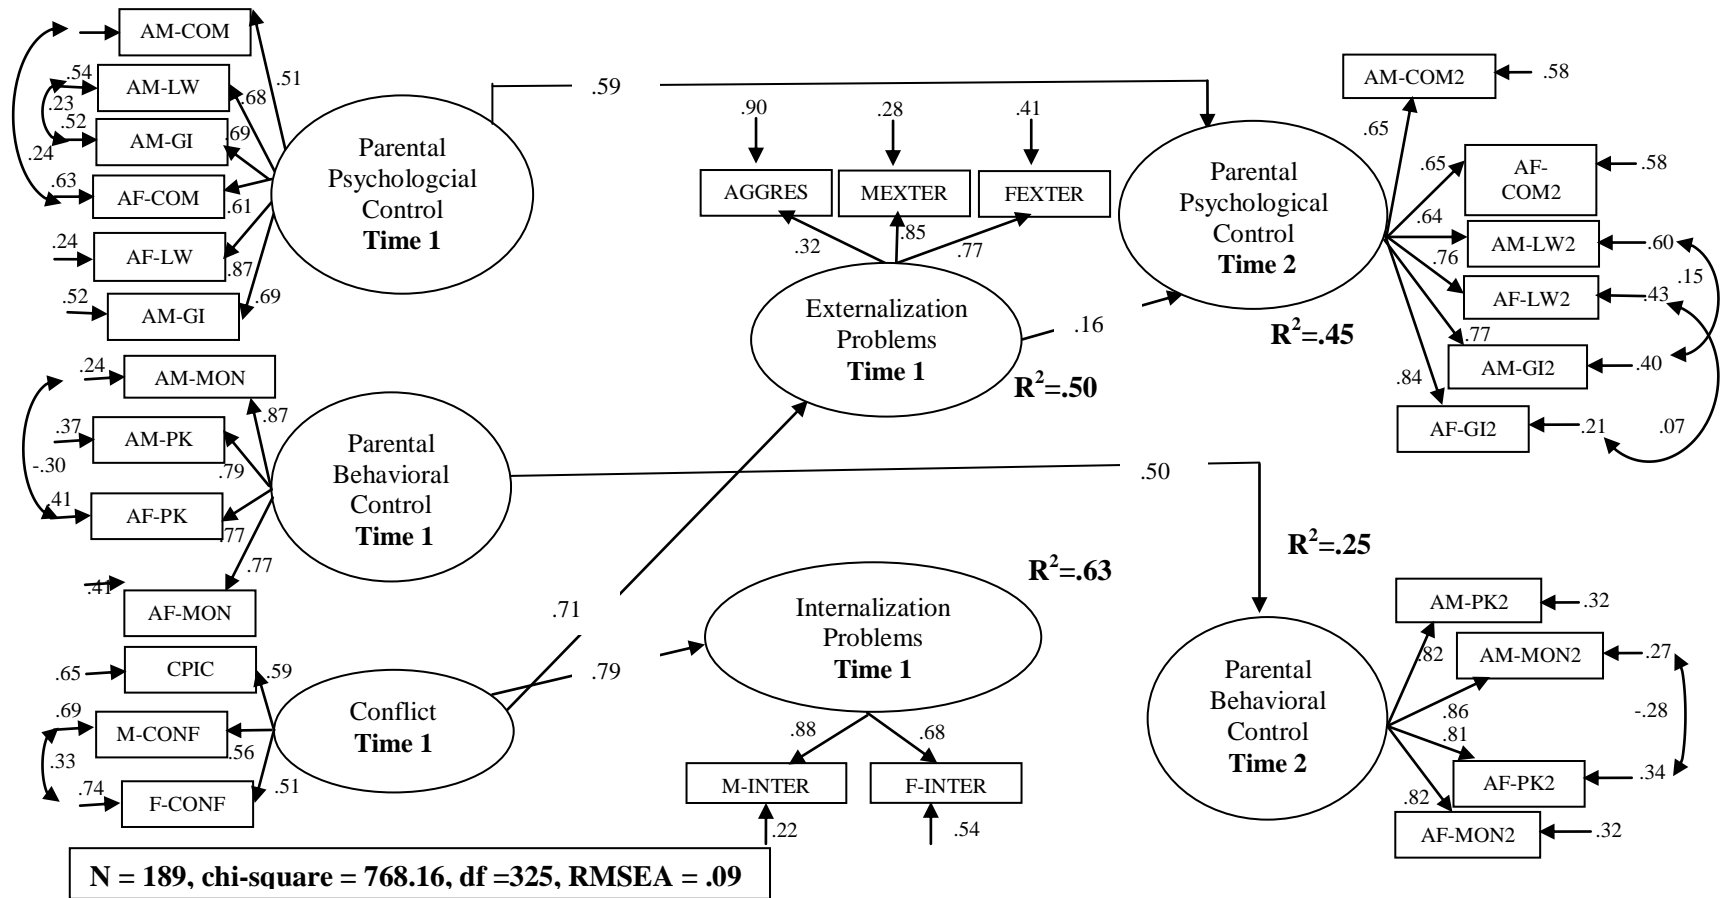 AM-COM
.54
AM-LW
.23
.52
AM-GI
.24
.63
AF-COM
.24
AF-LW
.52
AM-GI
.51
.68
.69
.61
.87
.69
Parental
Psychologcial
Control
Time 1
.59
.90
.28
.41
AGGRES
MEXTER
FEXTER
.32
.85
.77
Externalization
Problems
Time 1
R²=.50
.16
Parental
Psychological
Control
Time 2
R²=.45
AM-COM2
.58
.65
AF-
COM2
.58
.65
.64
AM-LW2
.60
.76
.15
AF-LW2
.43
.77
AM-GI2
.40
.84
AF-GI2
.21
.07
.24
AM-MON
.87
.37
AM-PK
.79
-.30
.41
AF-PK
.77
.77
.41
AF-MON
Parental
Behavioral
Control
Time 1
.50
R²=.25
.71
.65
CPIC
.59
.69
M-CONF
.56
.33
.74
F-CONF
.51
Conflict
Time 1
.79
Internalization
Problems
Time 1
R²=.63
.88
.68
M-INTER
F-INTER
.22
.54
Parental
Behavioral
Control
Time 2
AM-PK2
.32
.82
AM-MON2
.27
.86
-.28
.81
AF-PK2
.34
.82
AF-MON2
.32
N = 189, chi-square = 768.16, df =325, RMSEA = .09